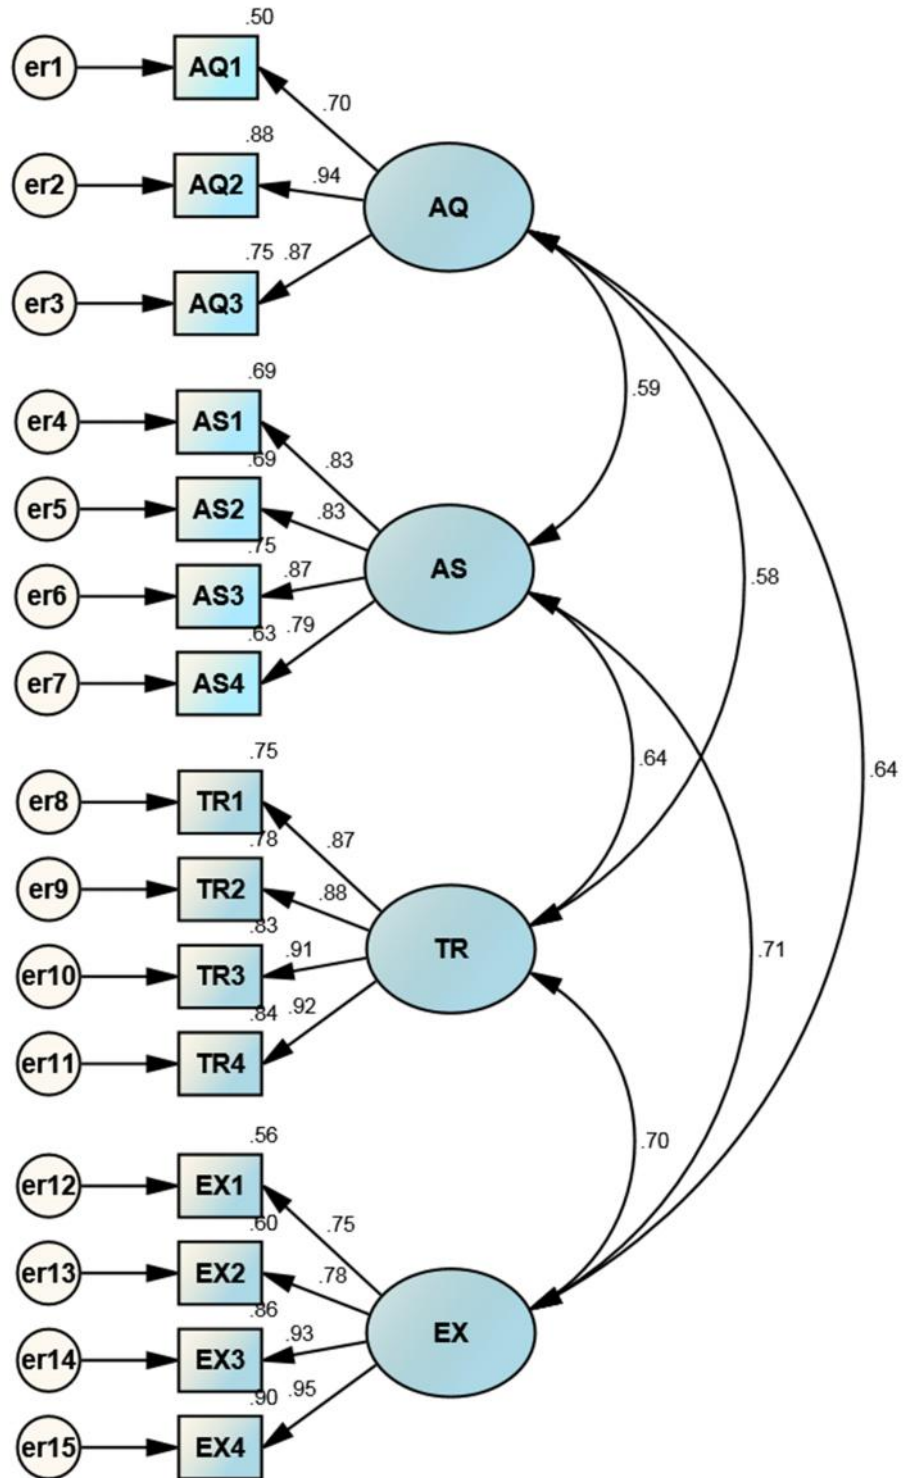 .50
er1 AQ1
.70
.88
er2 AQ2 .94 AQ
.75 .87
er3 AQ3
.59
.69
er4 AS1
.69 .83
er5 AS2 .83
.75
er6 AS3 .87 AS .58
.63 .79
er7 AS4
.75 .64 .64
er8 TR1
.78 .87
er9 TR2 .88
.83
er10 TR3 .91 TR .71
.84 .92
er11 TR4
.56 .70
er12 EX1
.60 .75
er13 EX2 .78
.86
er14 EX3 .93 EX
.90 .95
er15 EX4